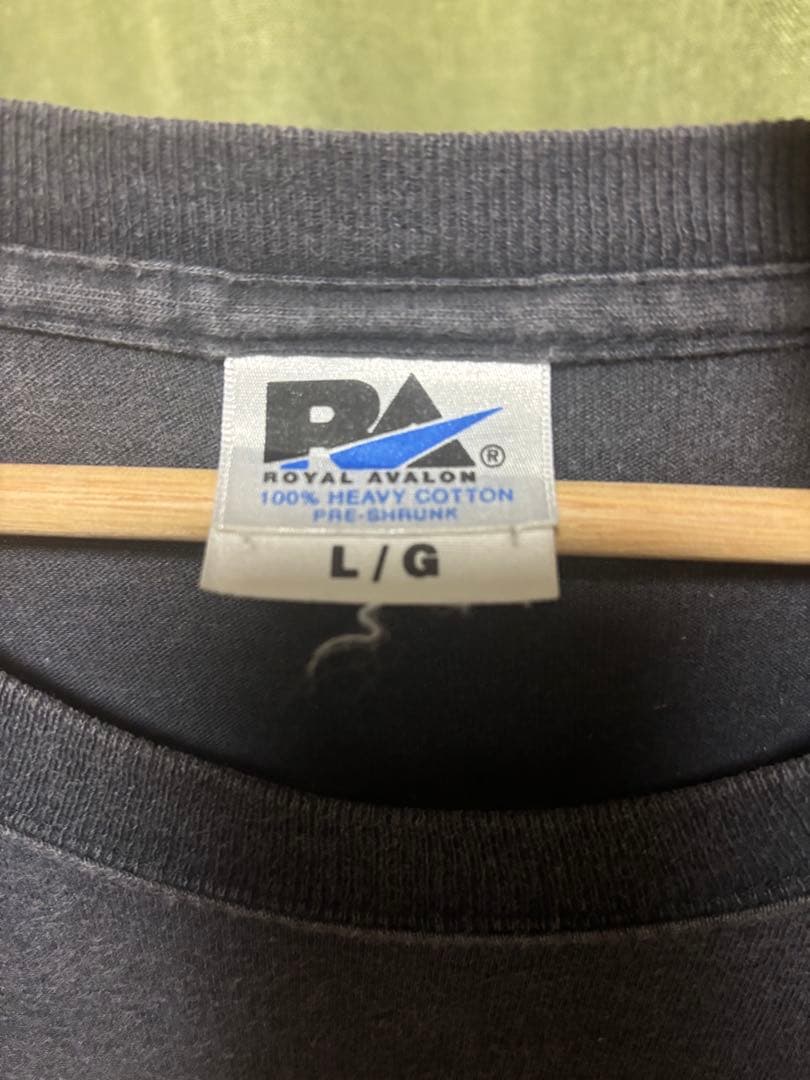 RA®
ROYAL AVALON
100% HEAVY COTTON
PRE-SHRUNK
L/G